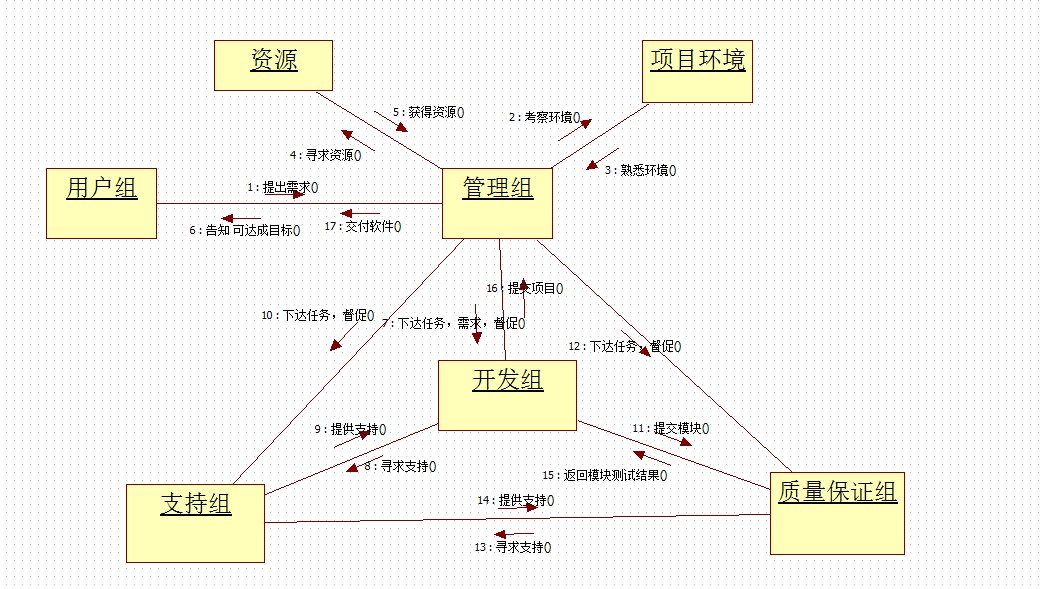 资源
项目环境
5 : 获得资源()
2 : 考察环境()
4 : 寻求资源()
3 : 熟悉环境()
用户组
1 : 提出需求()
管理组
6 : 告知 可达成目标()
17 : 交付软件()
16 : 提交项目()
10 : 下达任务，督促()
7 : 下达任务，需求，督促()
12 : 下达任务，督促()
开发组
9 : 提供支持()
11 : 提交模块()
8 : 寻求支持()
15 : 返回模块测试结果()
支持组
14 : 提供支持()
质量保证组
13 : 寻求支持()